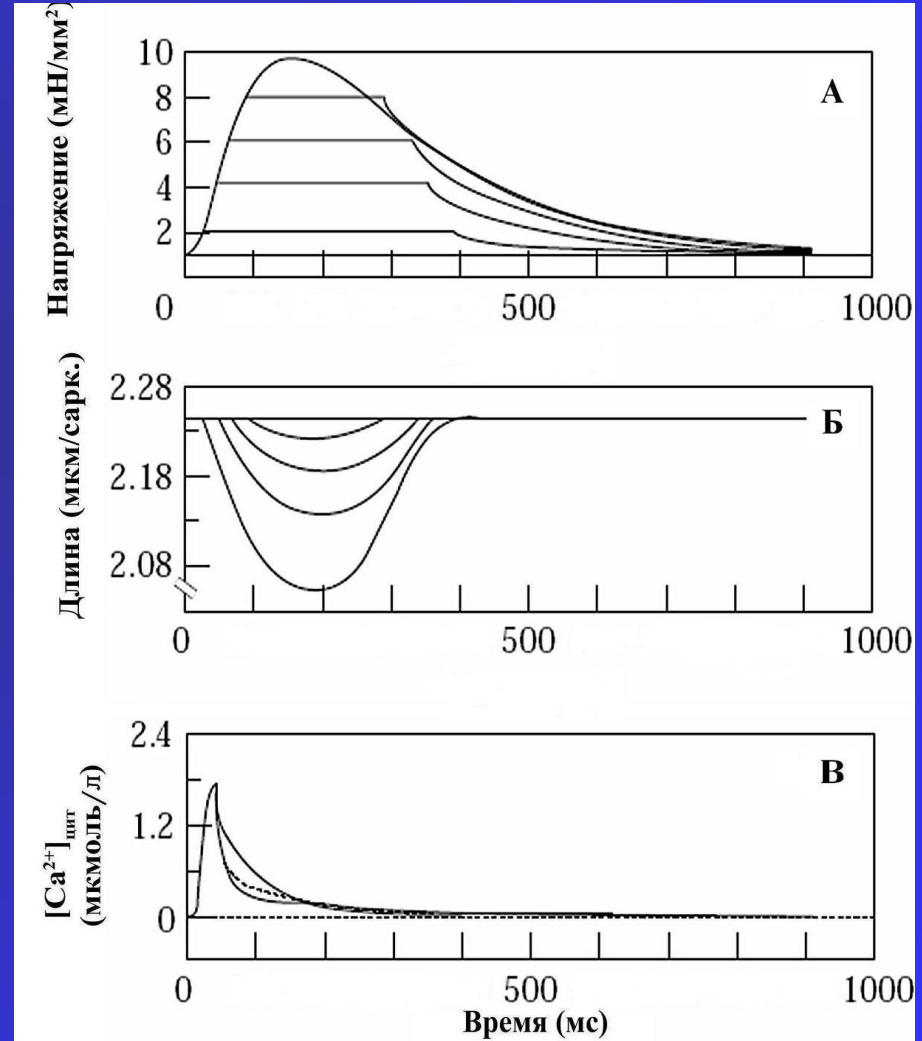 Напряжение (мН/мм²)
10
8
6
4
2
А
0
500
1000
Длина (мкм/сарк.)
2.28
2.18
2.08
Б
0
500
1000
[Ca²⁺]цит
(мкмоль/л)
2.4
1.2
0
В
0
500
1000
Время (мс)